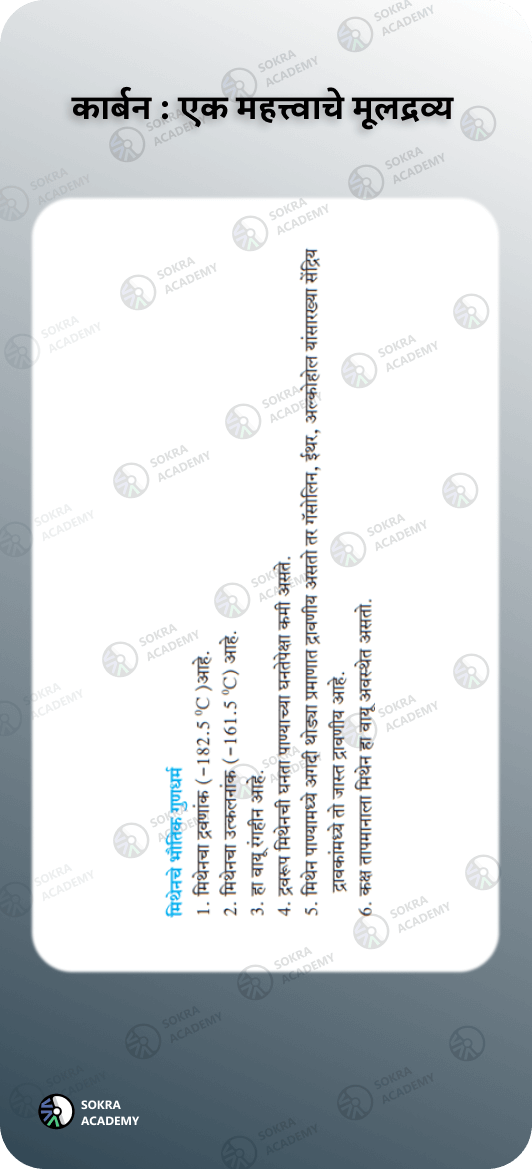 कार्बन : एक महत्त्वाचे मूलद्रव्य
मिथेनचे भौतिक गुणधर्म
1. मिथेनचा द्रवणांक (−182.5 ⁰C )आहे.
2. मिथेनचा उत्कलनांक (−161.5 ⁰C) आहे.
3. हा वायू रंगहीन आहे.
4. द्रवरूप मिथेनची घनता पाण्याच्या घनतेपेक्षा कमी असते.
5. मिथेन पाण्यामध्ये अगदी थोड्या प्रमाणात द्रावणीय असतो तर गॅसोलिन, ईथर, अल्कोहोल यांसारख्या सेंद्रिय
द्रावकांमध्ये तो जास्त द्रावणीय आहे.
6. कक्ष तापमानाला मिथेन हा वायू अवस्थेत असतो.
SOKRA
ACADEMY